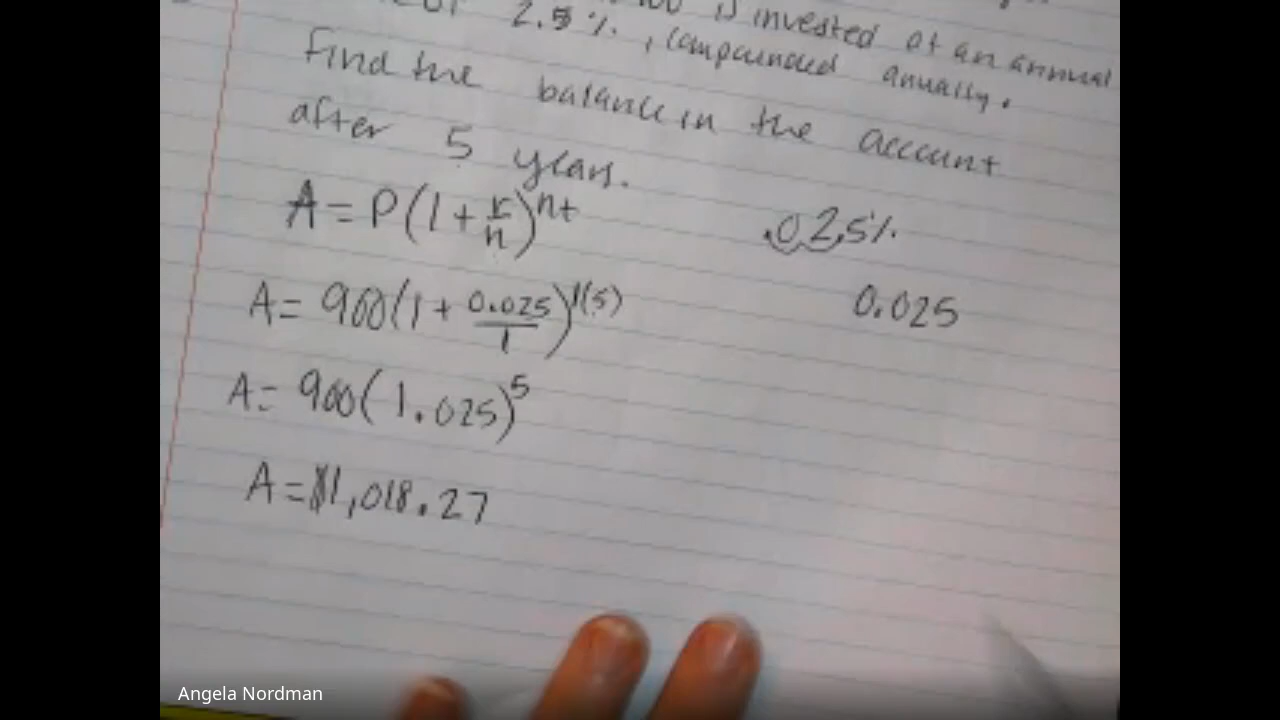 is invested at an annual
2.5%, compounded annually.
Find the balance in the account
after 5 years.
A = P(1 + r/n)^nt
.02.5%
A = 900(1 + 0.025/1)^1(5)
0.025
A = 900(1.025)^5
A = $1,018.27
Angela Nordman